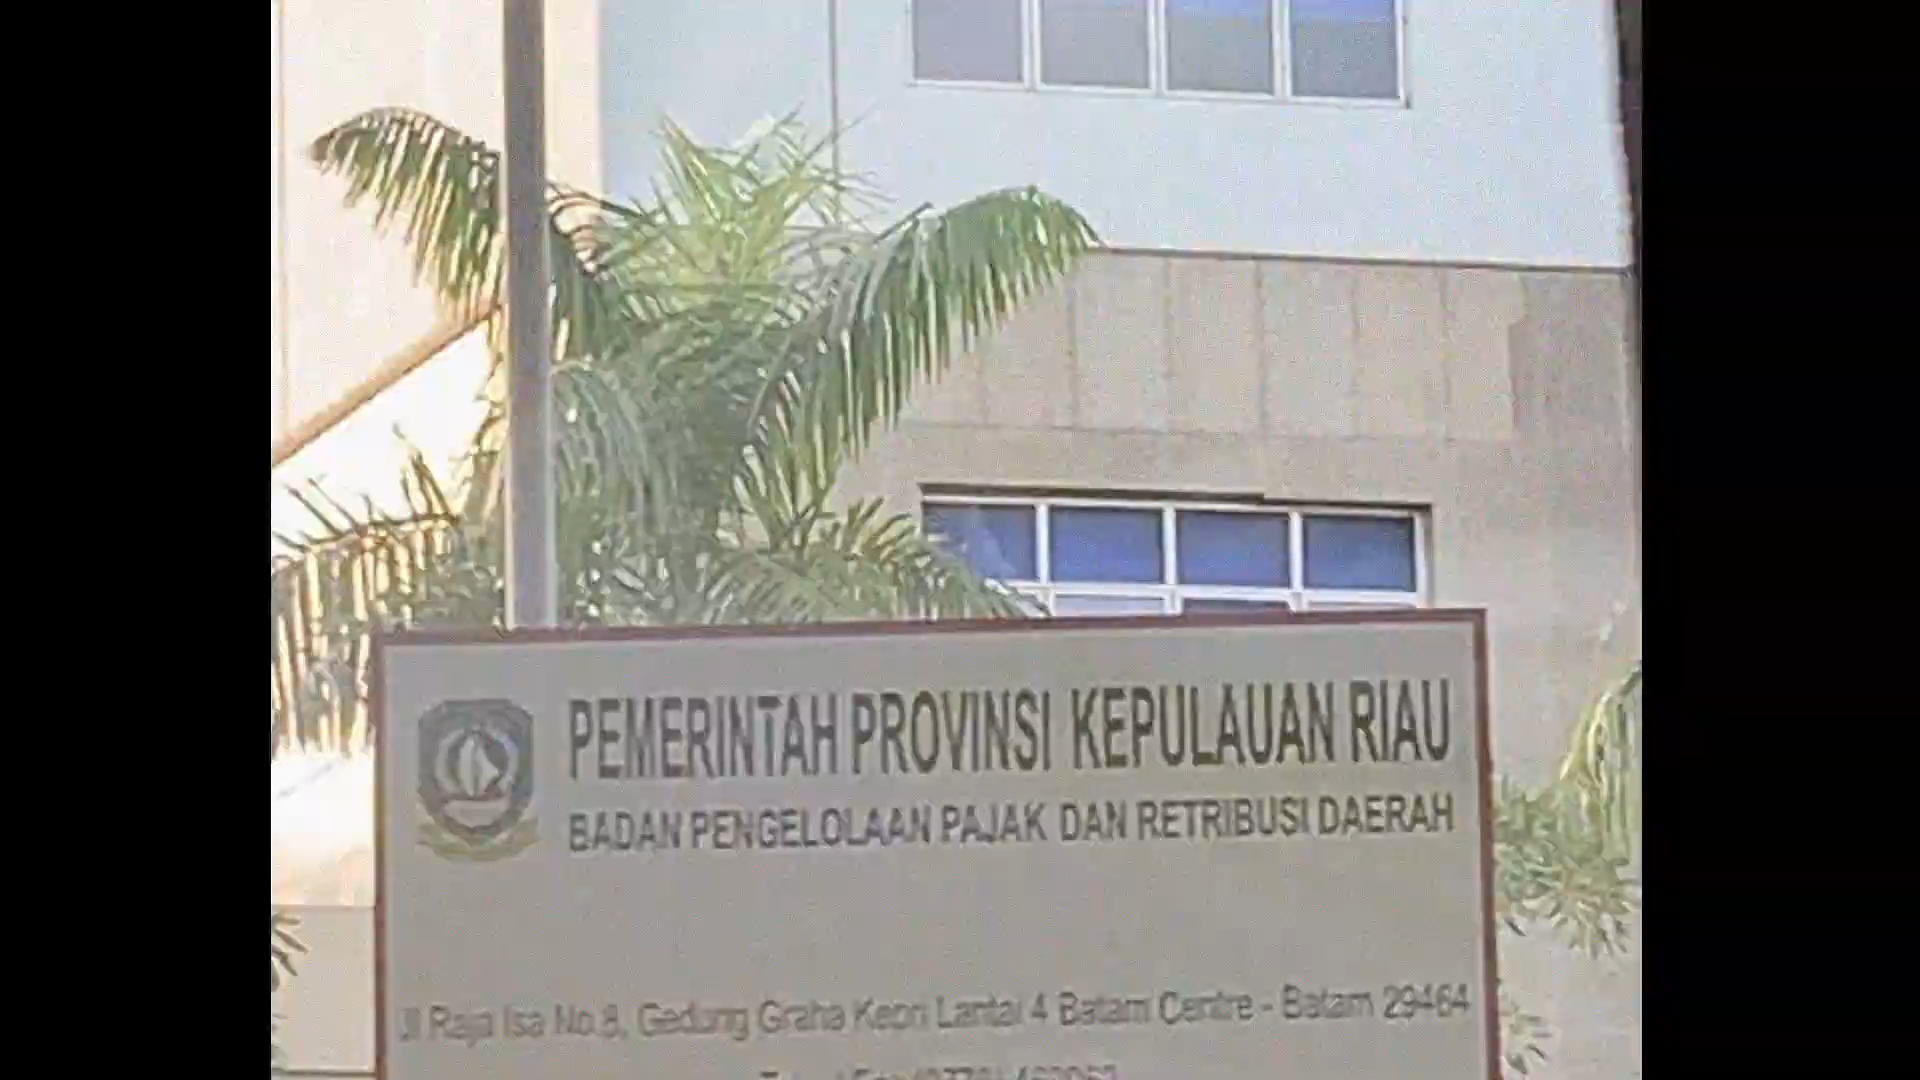 PEMERINTAH PROVINSI KEPULAUAN RIAU
BADAN PENGELOLAAN PAJAK DAN RETRIBUSI DAERAH
Jl Raja Isa No.8, Gedung Graha Kepri Lantai 4 Batam Centre - Batam 29464